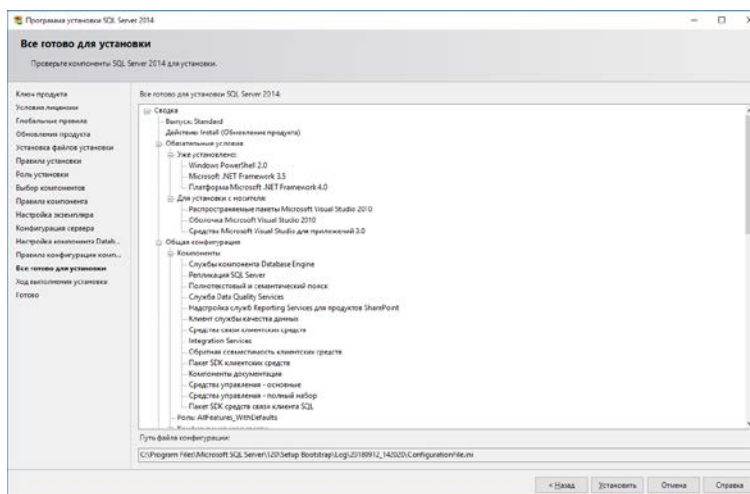 Программа установки SQL Server 2014
Все готово для установки
Проверьте компоненты SQL Server 2014 для установки.
Ключ продукта
Условия лицензии
Глобальные правила
Обновления продукта
Установка файлов установки
Правила установки
Роль установки
Выбор компонентов
Правила компонента
Настройка экземпляра
Конфигурация сервера
Настройка компонента Datab...
Правила конфигурации комп...
Все готово для установки
Ход выполнения установки
Готово
Все готово для установки SQL Server 2014:
Сводка
Выпуск: Standard
Действие: Install (Обновление продукта)
Обязательные условия
Уже установлено:
Windows PowerShell 2.0
Microsoft .NET Framework 3.5
Платформа Microsoft .NET Framework 4.0
Для установки с носителя:
Распространяемые пакеты Microsoft Visual Studio 2010
Оболочка Microsoft Visual Studio 2010
Средства Microsoft Visual Studio для приложений 3.0
Общая конфигурация
Компоненты
Службы компонента Database Engine
Репликация SQL Server
Полнотекстовый и семантический поиск
Служба Data Quality Services
Надстройка служб Reporting Services для продуктов SharePoint
Клиент службы качества данных
Средства связи клиентских средств
Integration Services
Обратная совместимость клиентских средств
Пакет SDK клиентских средств
Компоненты документации
Средства управления - основные
Средства управления - полный набор
Пакет SDK средств связи клиента SQL
Роль: AllFeatures_WithDefaults
Путь файла конфигурации:
C:\Program Files\Microsoft SQL Server\120\Setup Bootstrap\Log\20180912_142020\ConfigurationFile.ini
< Назад
Установить
Отмена
Справка